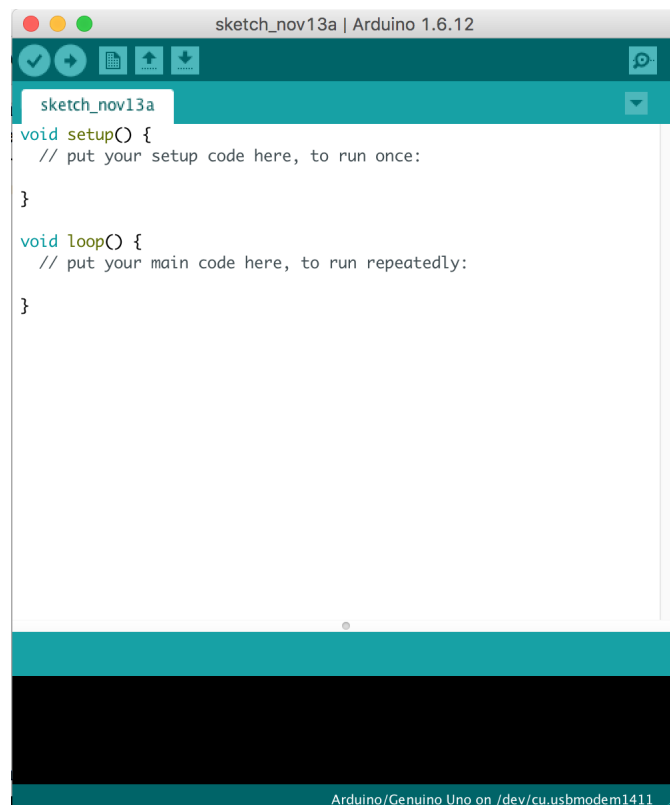 sketch_nov13a | Arduino 1.6.12
sketch_nov13a
void setup() {
  // put your setup code here, to run once:
}
void loop() {
  // put your main code here, to run repeatedly:
}
Arduino/Genuino Uno on /dev/cu.usbmodem1411